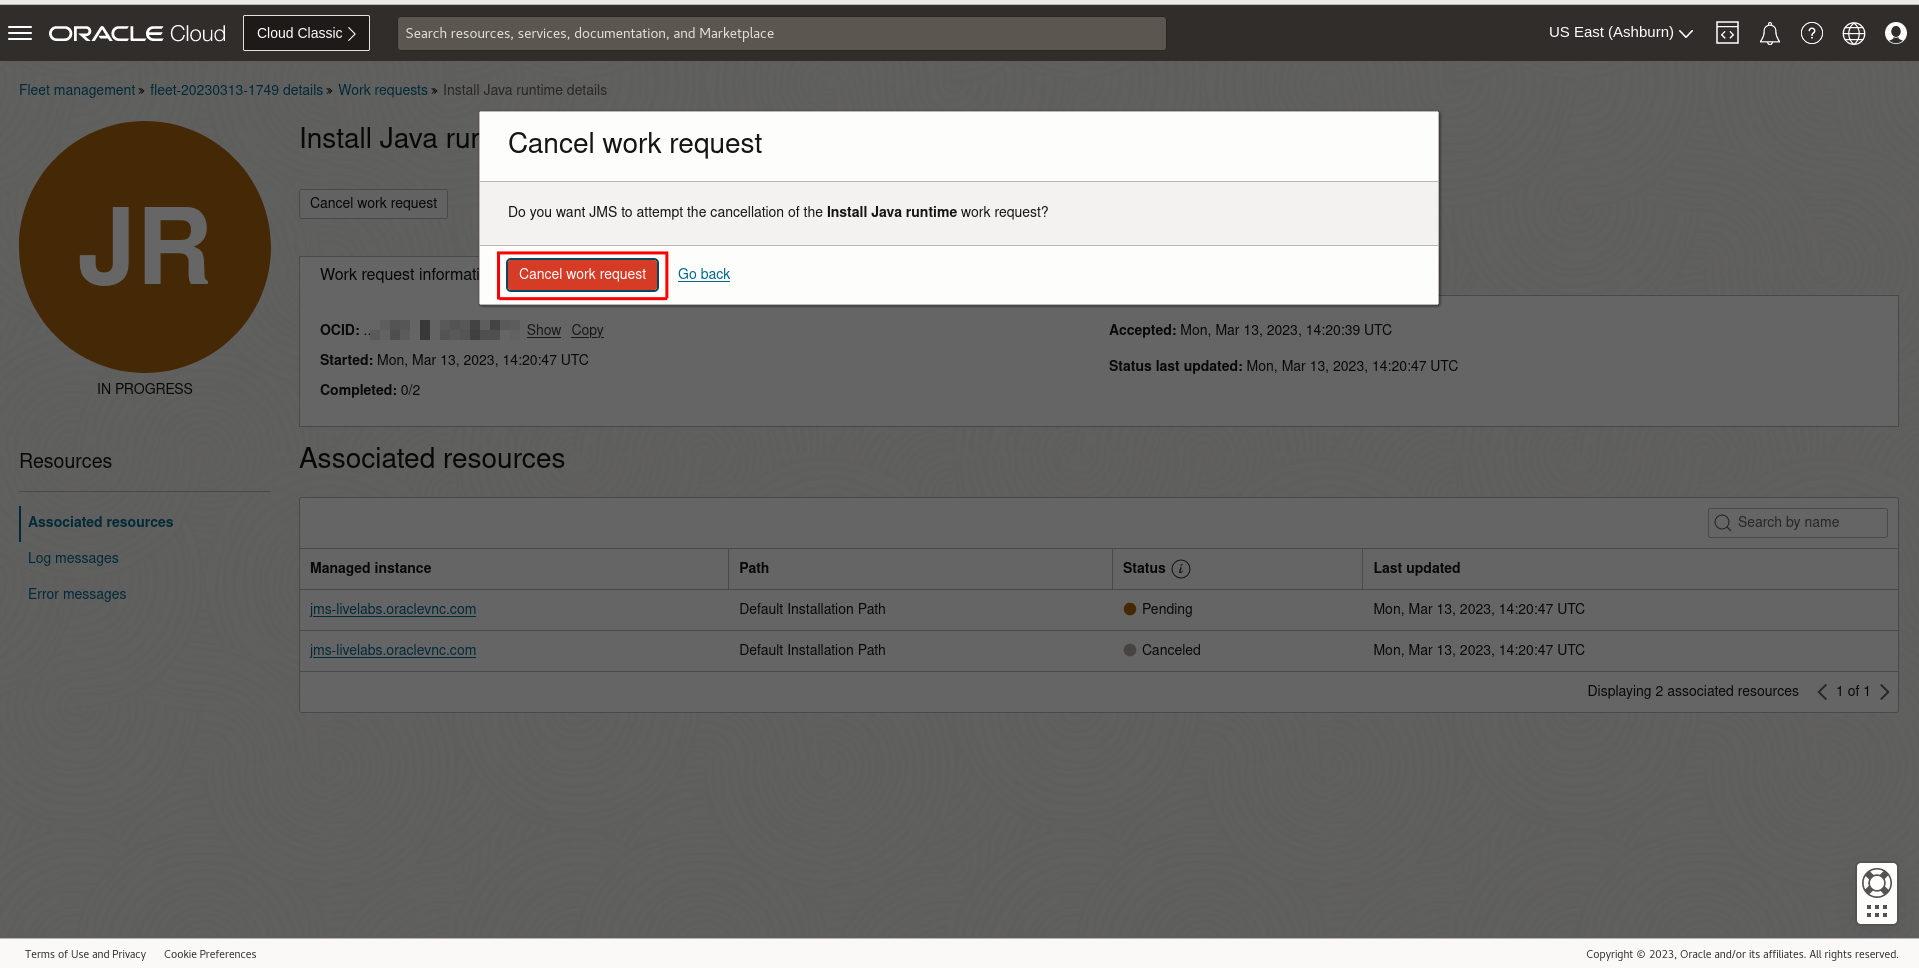 ORACLE Cloud
Cloud Classic
Search resources, services, documentation, and Marketplace
US East (Ashburn)
Fleet management » fleet-20230313-1749 details » Work requests » Install Java runtime details
Install Java rur
Cancel work request
Do you want JMS to attempt the cancellation of the Install Java runtime work request?
Cancel work request
Go back
JR
IN PROGRESS
Cancel work request
Work request informati
OCID: ... Show Copy
Started: Mon, Mar 13, 2023, 14:20:47 UTC
Completed: 0/2
Accepted: Mon, Mar 13, 2023, 14:20:39 UTC
Status last updated: Mon, Mar 13, 2023, 14:20:47 UTC
Resources
Associated resources
Log messages
Error messages
Associated resources
Search by name
Managed instance Path Status i Last updated
jms-livelabs.oraclevnc.com Default Installation Path Pending Mon, Mar 13, 2023, 14:20:47 UTC
jms-livelabs.oraclevnc.com Default Installation Path Canceled Mon, Mar 13, 2023, 14:20:47 UTC
Displaying 2 associated resources 1 of 1
Terms of Use and Privacy Cookie Preferences
Copyright © 2023, Oracle and/or its affiliates. All rights reserved.